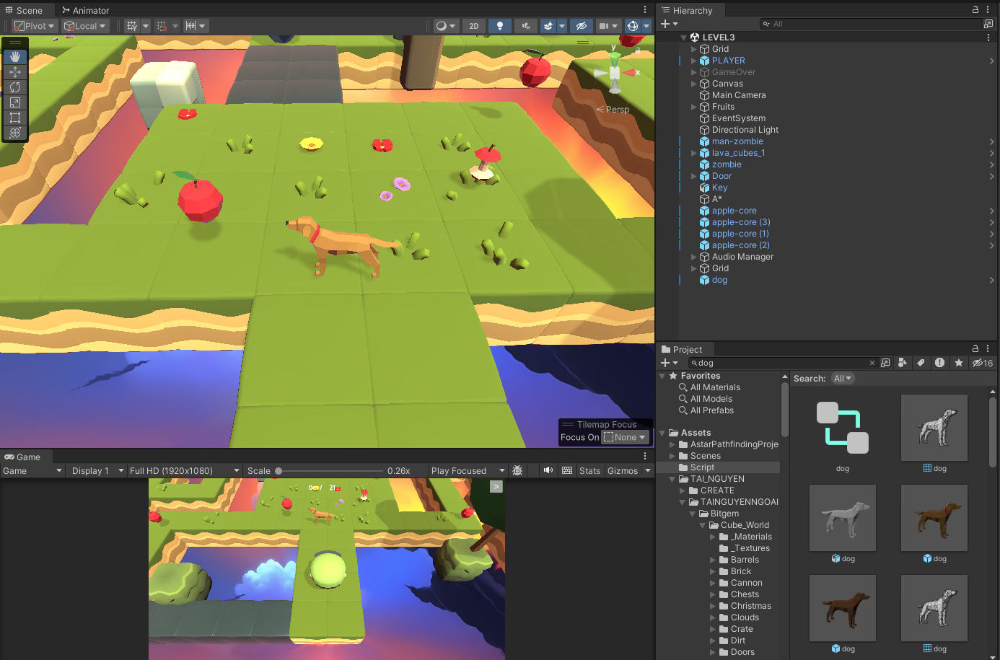 Scene
Animator
Pivot
Local
2D
y
x
Persp
Tilemap Focus
Focus On
None
Game
Game
Display 1
Full HD (1920x1080)
Scale
0.26x
Play Focused
Stats
Gizmos
>
Hierarchy
All
LEVEL3
Grid
PLAYER
GameOver
Canvas
Main Camera
Fruits
EventSystem
Directional Light
man-zombie
lava_cubes_1
zombie
Door
Key
A*
apple-core
apple-core (3)
apple-core (1)
apple-core (2)
Audio Manager
Grid
dog
Project
dog
16
Favorites
All Materials
All Models
All Prefabs
Assets
AstarPathfindingProje
Scenes
Script
TAI_NGUYEN
CREATE
TAINGUYENNGOAI
Bitgem
Cube_World
_Materials
_Textures
Barrels
Brick
Cannon
Chests
Christmas
Clouds
Crate
Dirt
Doors
Search:
All
dog
dog
dog
dog
dog
dog